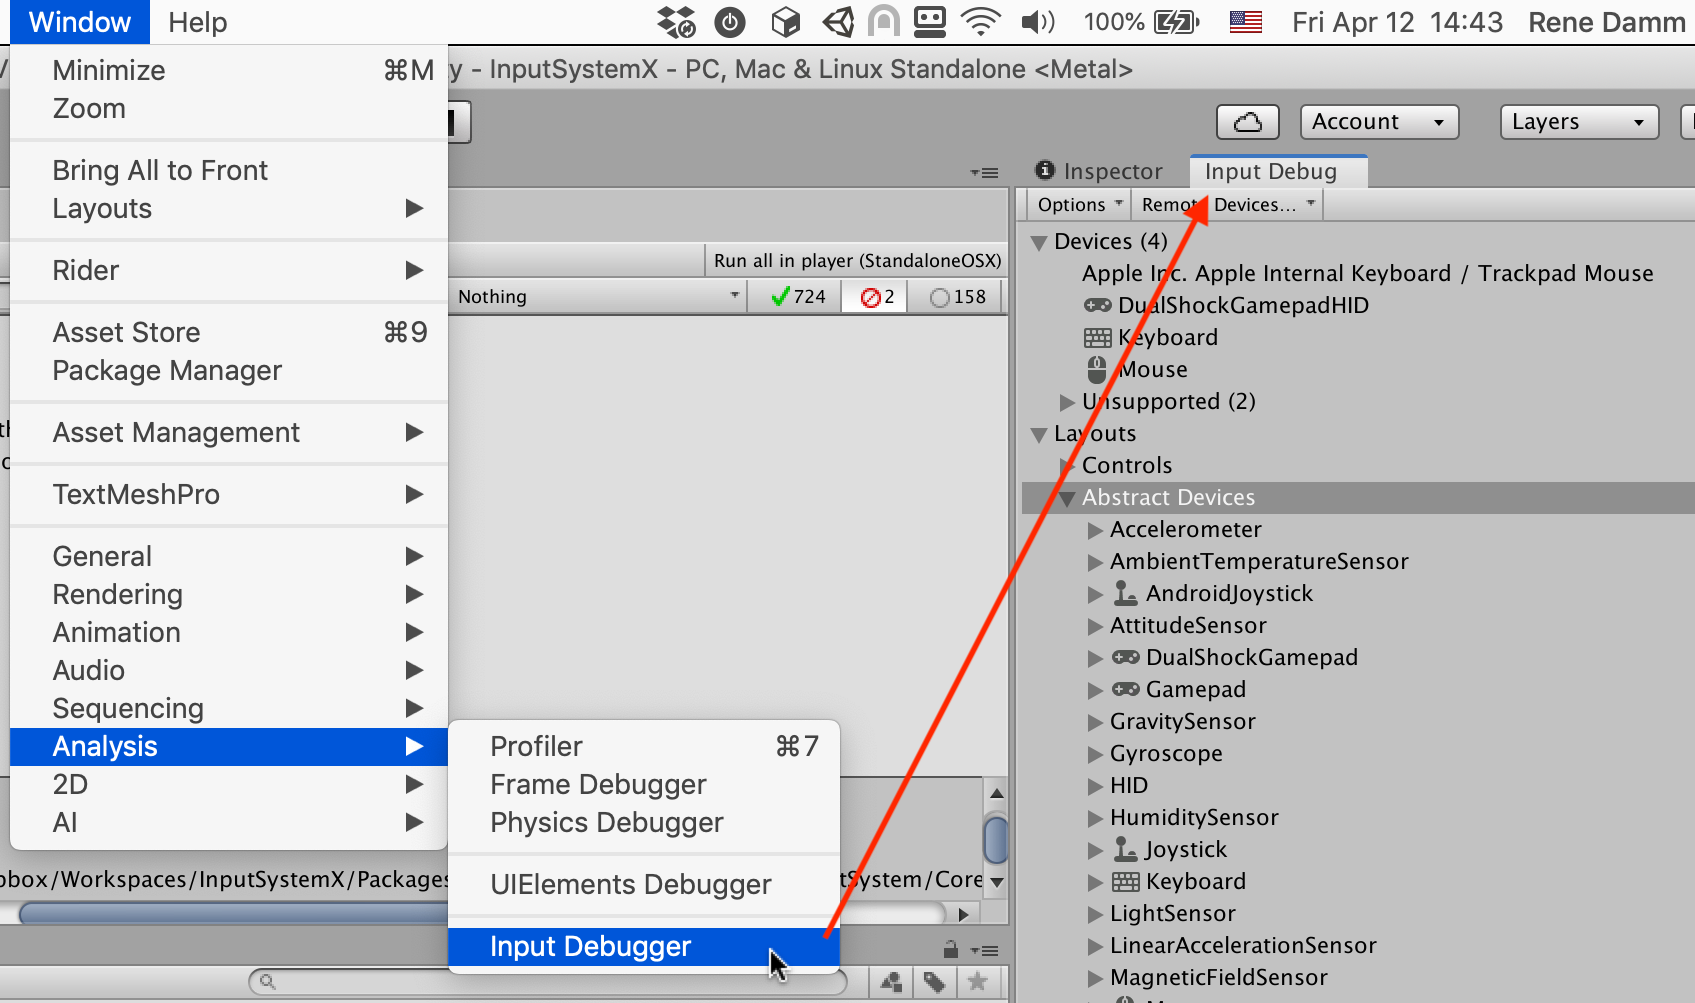 Window Help 100% Fri Apr 12 14:43 Rene Damm
y - InputSystemX - PC, Mac & Linux Standalone <Metal>
Minimize ⌘M
Zoom
Bring All to Front
Layouts
Rider
Asset Store ⌘9
Package Manager
Asset Management
TextMeshPro
General
Rendering
Animation
Audio
Sequencing
Analysis
2D
AI
Profiler ⌘7
Frame Debugger
Physics Debugger
UIElements Debugger
Input Debugger
Account Layers
Run all in player (StandaloneOSX)
Nothing 724 2 158
box/Workspaces/InputSystemX/Packages
tSystem/Core
Inspector Input Debug
Options Remote Devices...
Devices (4)
Apple Inc. Apple Internal Keyboard / Trackpad Mouse
DualShockGamepadHID
Keyboard
Mouse
Unsupported (2)
Layouts
Controls
Abstract Devices
Accelerometer
AmbientTemperatureSensor
AndroidJoystick
AttitudeSensor
DualShockGamepad
Gamepad
GravitySensor
Gyroscope
HID
HumiditySensor
Joystick
Keyboard
LightSensor
LinearAccelerationSensor
MagneticFieldSensor